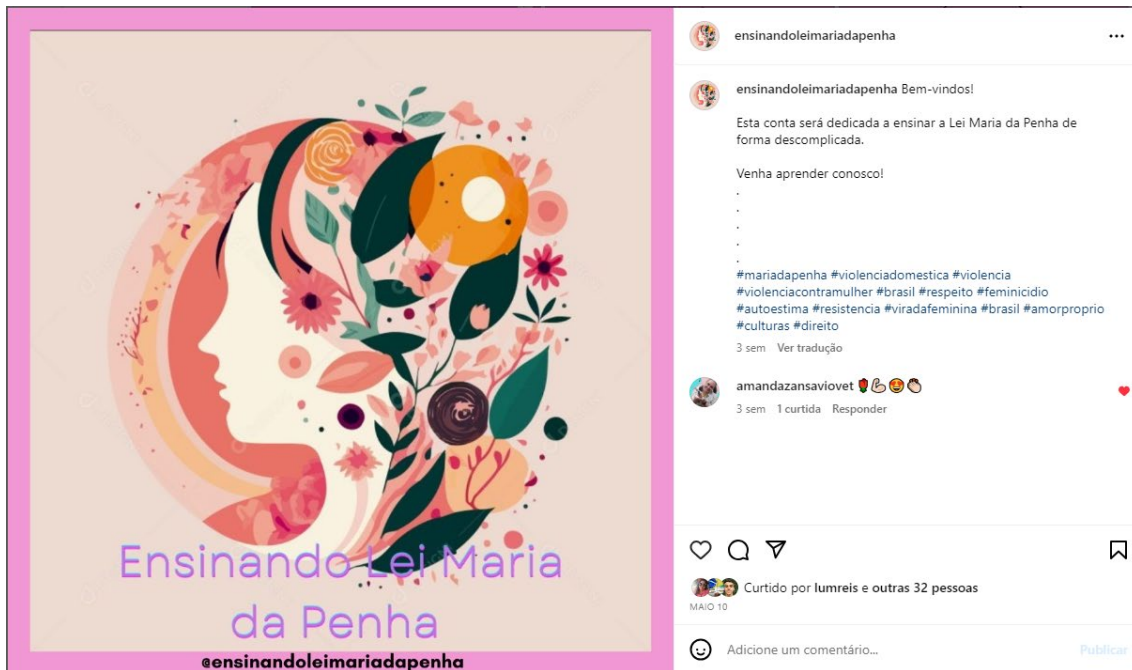 Ensinando Lei Maria
da Penha
@ensinandoleimariadapenha
ensinandoleimariadapenha
ensinandoleimariadapenha Bem-vindos!
Esta conta será dedicada a ensinar a Lei Maria da Penha de
forma descomplicada.
Venha aprender conosco!
.
.
.
.
.
#mariadapenha #violenciadomestica #violencia
#violenciacontramulher #brasil #respeito #feminicidio
#autoestima #resistencia #viradafeminina #brasil #amorproprio
#culturas #direito
3 sem Ver tradução
amandazansaviovet 🌹💪🏻😍👏🏻
3 sem 1 curtida Responder
Curtido por lumreis e outras 32 pessoas
MAIO 10
Adicione um comentário...
Publicar